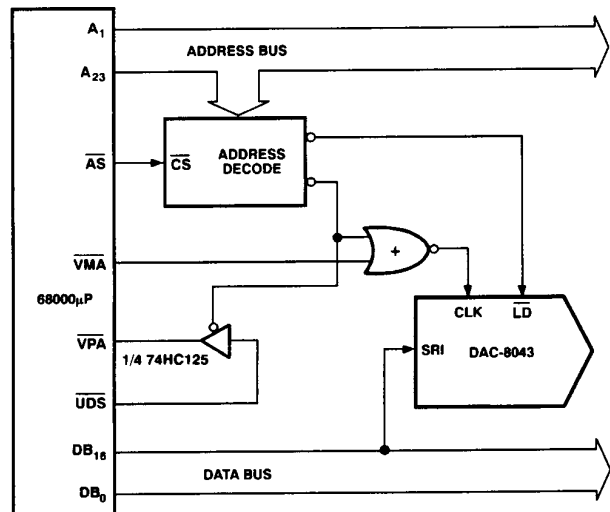 A1
ADDRESS BUS
A23
AS
CS
ADDRESS
DECODE
+
VMA
68000µP
CLK
LD
VPA
1/4 74HC125
SRI
DAC-8043
UDS
DB16
DATA BUS
DB0